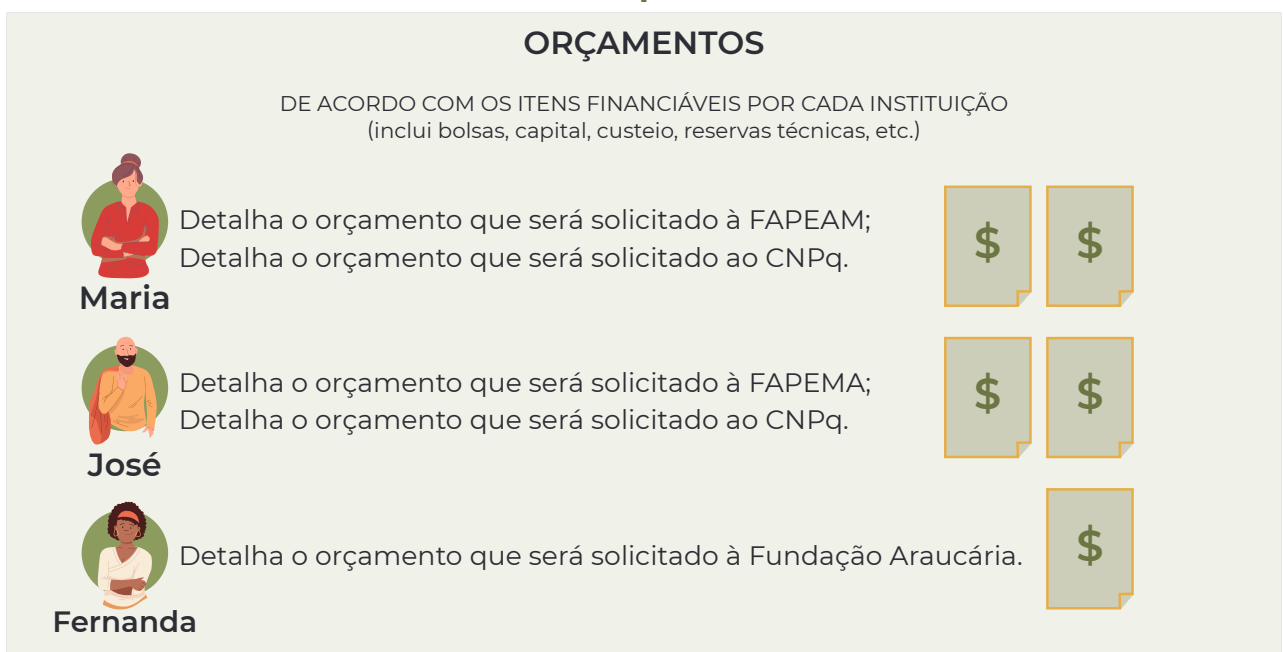 ORÇAMENTOS
DE ACORDO COM OS ITENS FINANCIÁVEIS POR CADA INSTITUIÇÃO
(inclui bolsas, capital, custeio, reservas técnicas, etc.)
Detalha o orçamento que será solicitado à FAPEAM;
Detalha o orçamento que será solicitado ao CNPq.
$ $
Maria
Detalha o orçamento que será solicitado à FAPEMA;
Detalha o orçamento que será solicitado ao CNPq.
$ $
José
Detalha o orçamento que será solicitado à Fundação Araucária.
$
Fernanda